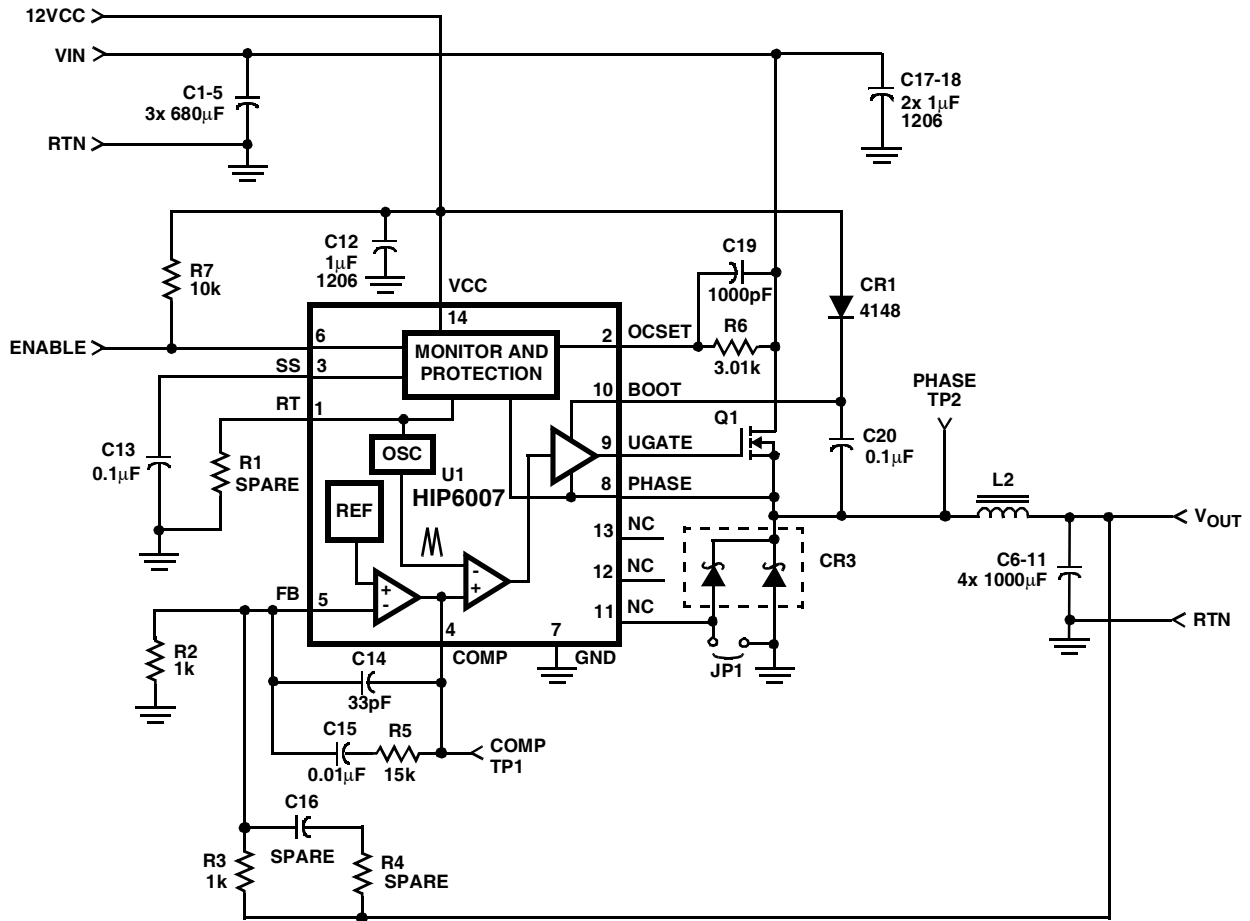 12VCC
VIN
C1-5
3x 680µF
RTN
C17-18
2x 1µF
1206
C12
1µF
1206
R7
10k
VCC
14
C19
1000pF
CR1
4148
ENABLE
6
MONITOR AND
PROTECTION
2
OCSET
R6
3.01k
SS
3
RT
1
10
BOOT
PHASE
TP2
C13
0.1µF
R1
SPARE
OSC
U1
HIP6007
REF
9
UGATE
Q1
C20
0.1µF
8
PHASE
L2
VOUT
13
NC
12
NC
11
NC
CR3
C6-11
4x 1000µF
RTN
+
-
-
+
FB
5
4
COMP
7
GND
JP1
R2
1k
C14
33pF
C15
0.01µF
R5
15k
COMP
TP1
C16
SPARE
R3
1k
R4
SPARE